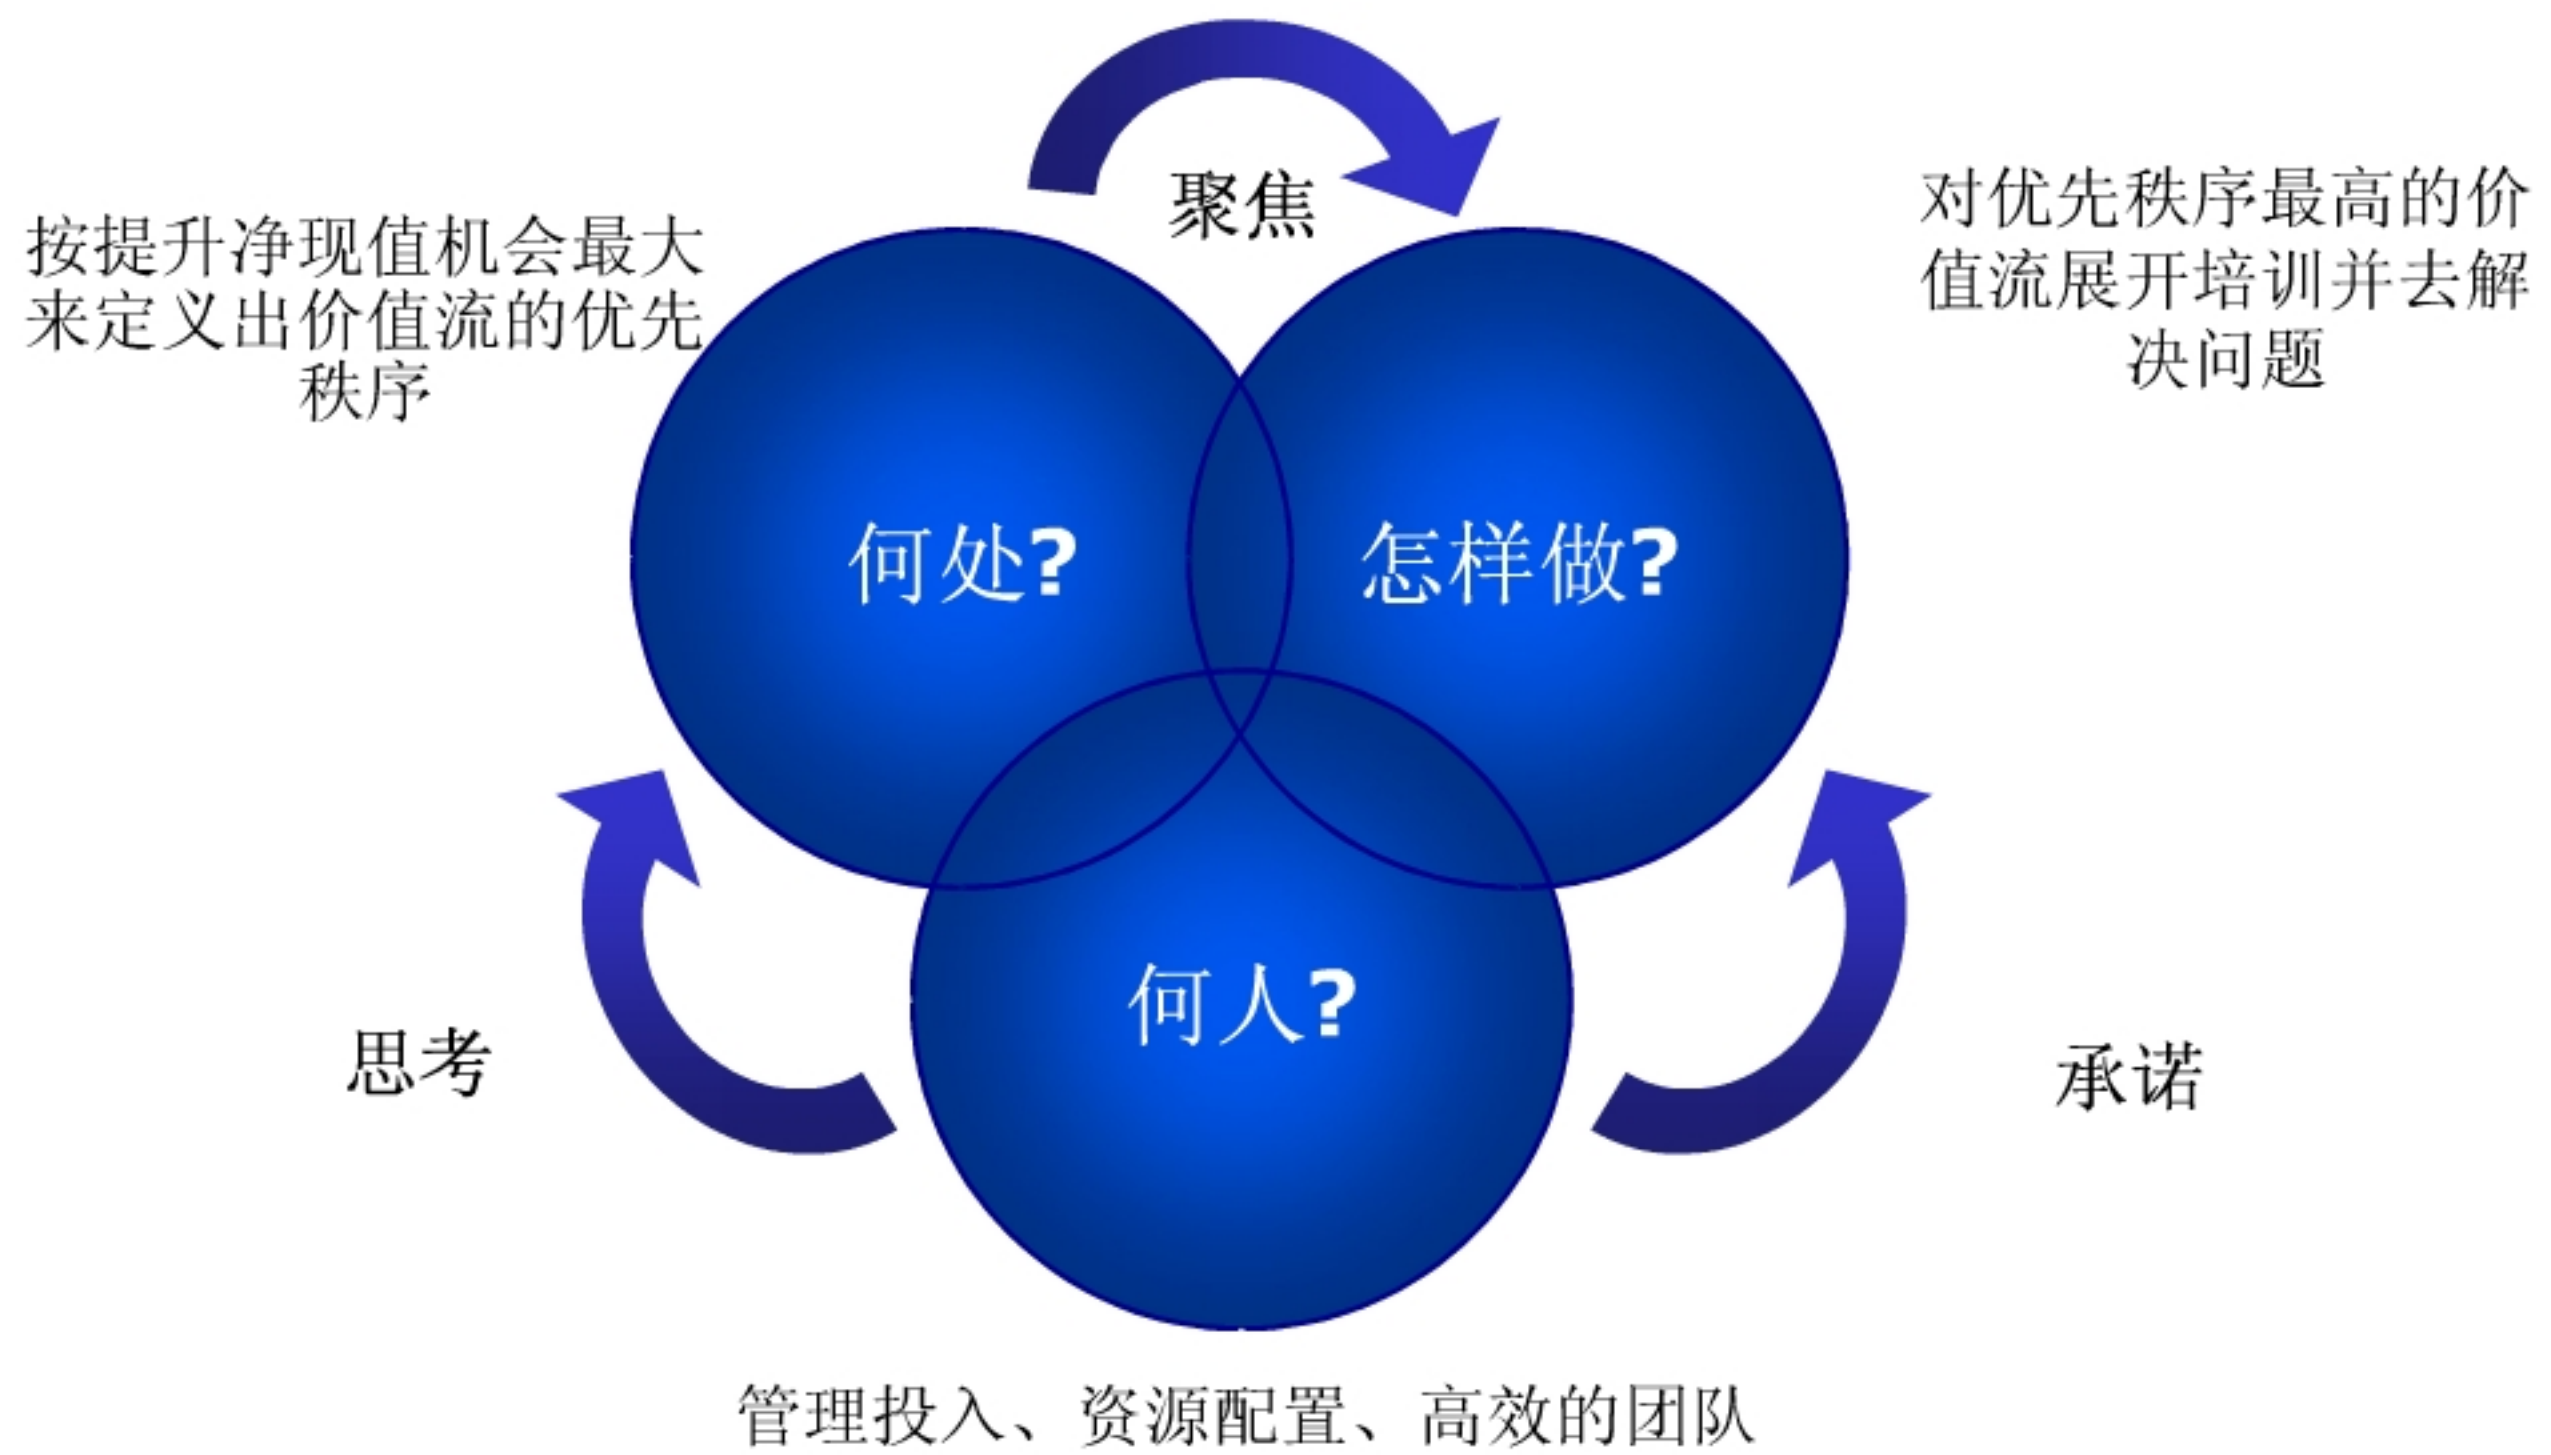 聚焦
按提升净现值机会最大
来定义出价值流的优先
秩序
对优先秩序最高的价
值流展开培训并去解
决问题
何处?
怎样做?
何人?
思考
承诺
管理投入、资源配置、高效的团队